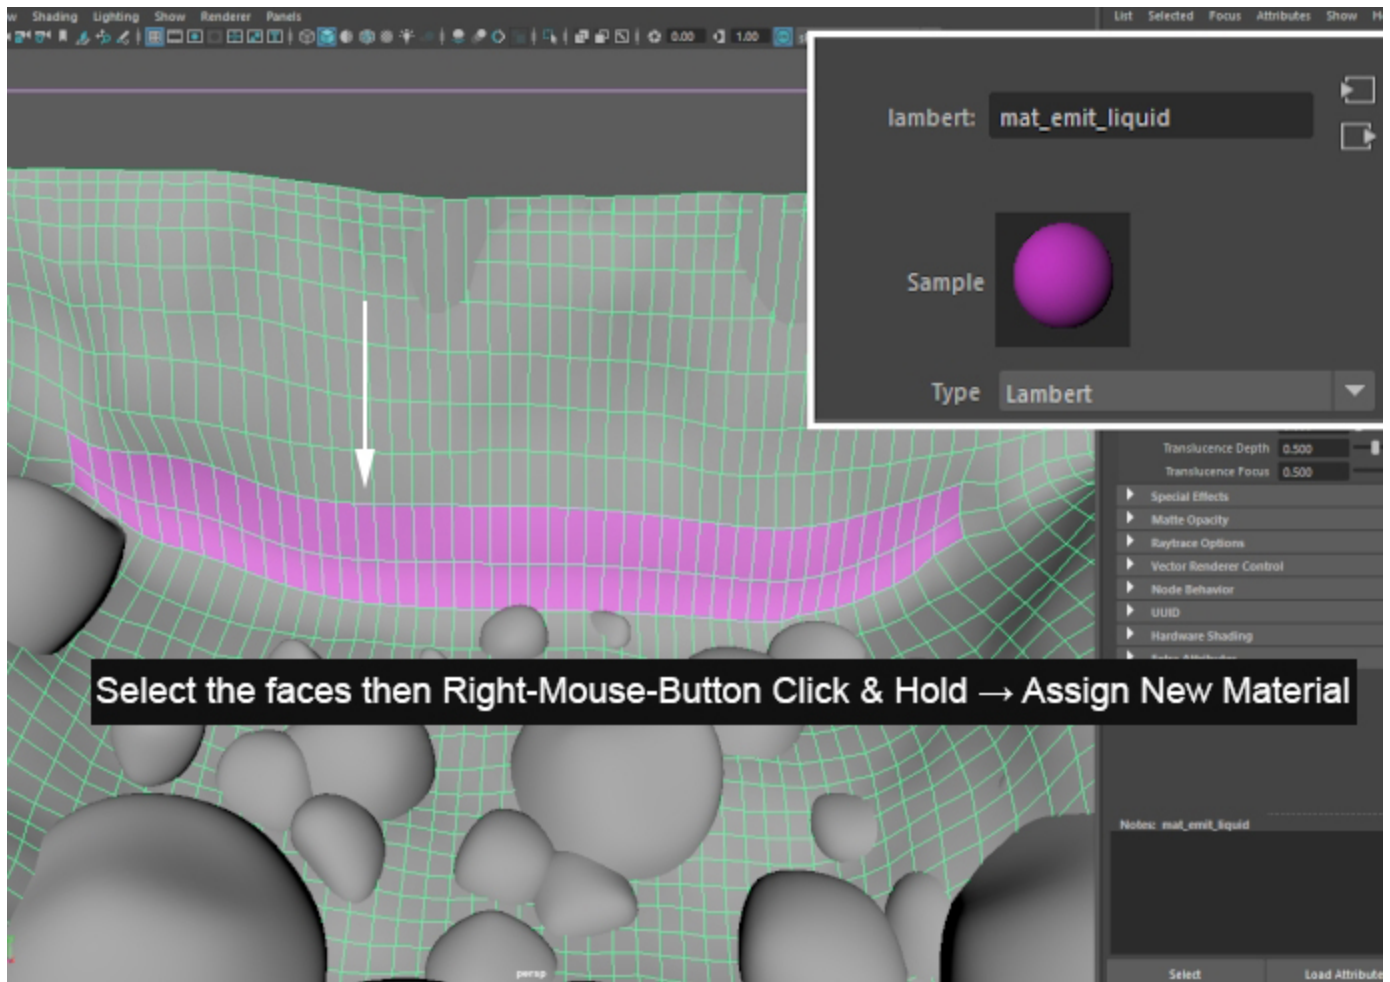 Shading Lighting Show Renderer Panels
List Selected Focus Attributes Show
0.00 1.00
lambert: mat_emit_liquid
Sample
Type Lambert
Translucence Depth 0.500
Translucence Focus 0.500
Special Effects
Matte Opacity
Raytrace Options
Vector Renderer Control
Node Behavior
UUID
Hardware Shading
Select the faces then Right-Mouse-Button Click & Hold → Assign New Material
Notes: mat_emit_liquid
persp
Select Load Attribute